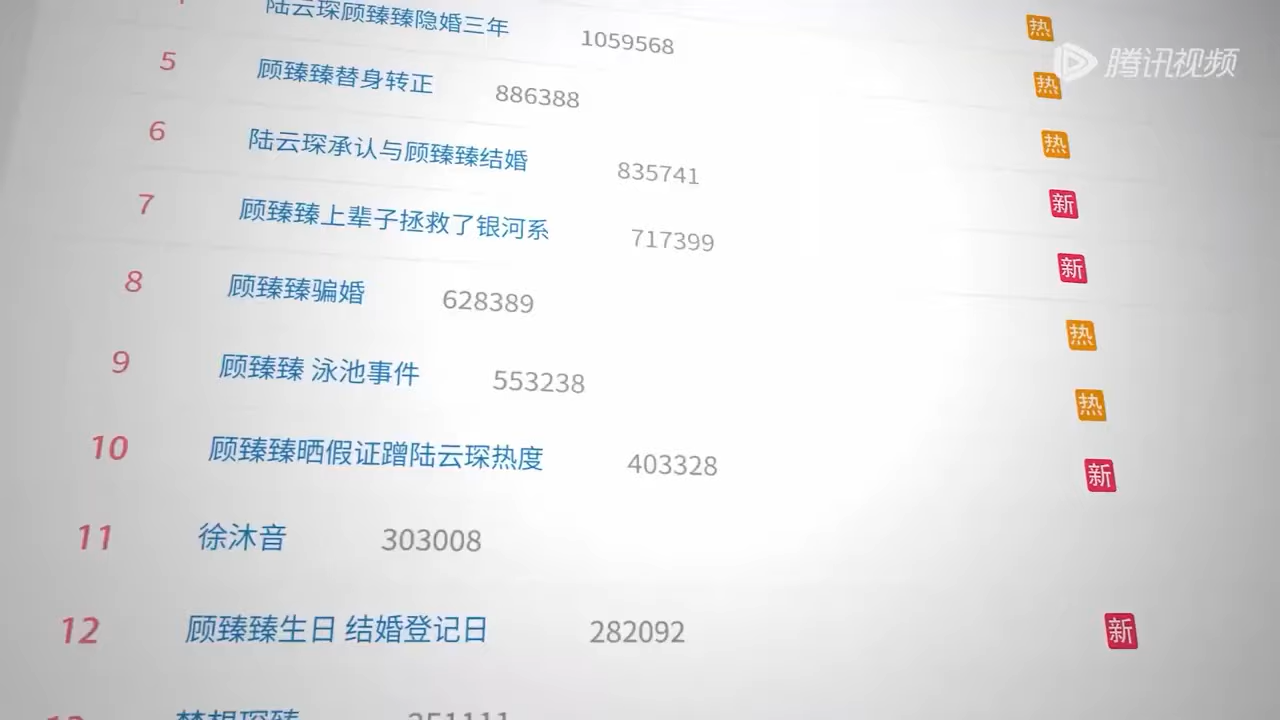 陆云琛顾臻臻隐婚三年 1059568 热
腾讯视频
5 顾臻臻替身转正 886388 热
6 陆云琛承认与顾臻臻结婚 835741 热
7 顾臻臻上辈子拯救了银河系 717399 新
8 顾臻臻骗婚 628389 新
9 顾臻臻 泳池事件 553238 热
10 顾臻臻晒假证蹭陆云琛热度 403328 热
11 徐沐音 303008 新
12 顾臻臻生日 结婚登记日 282092 新